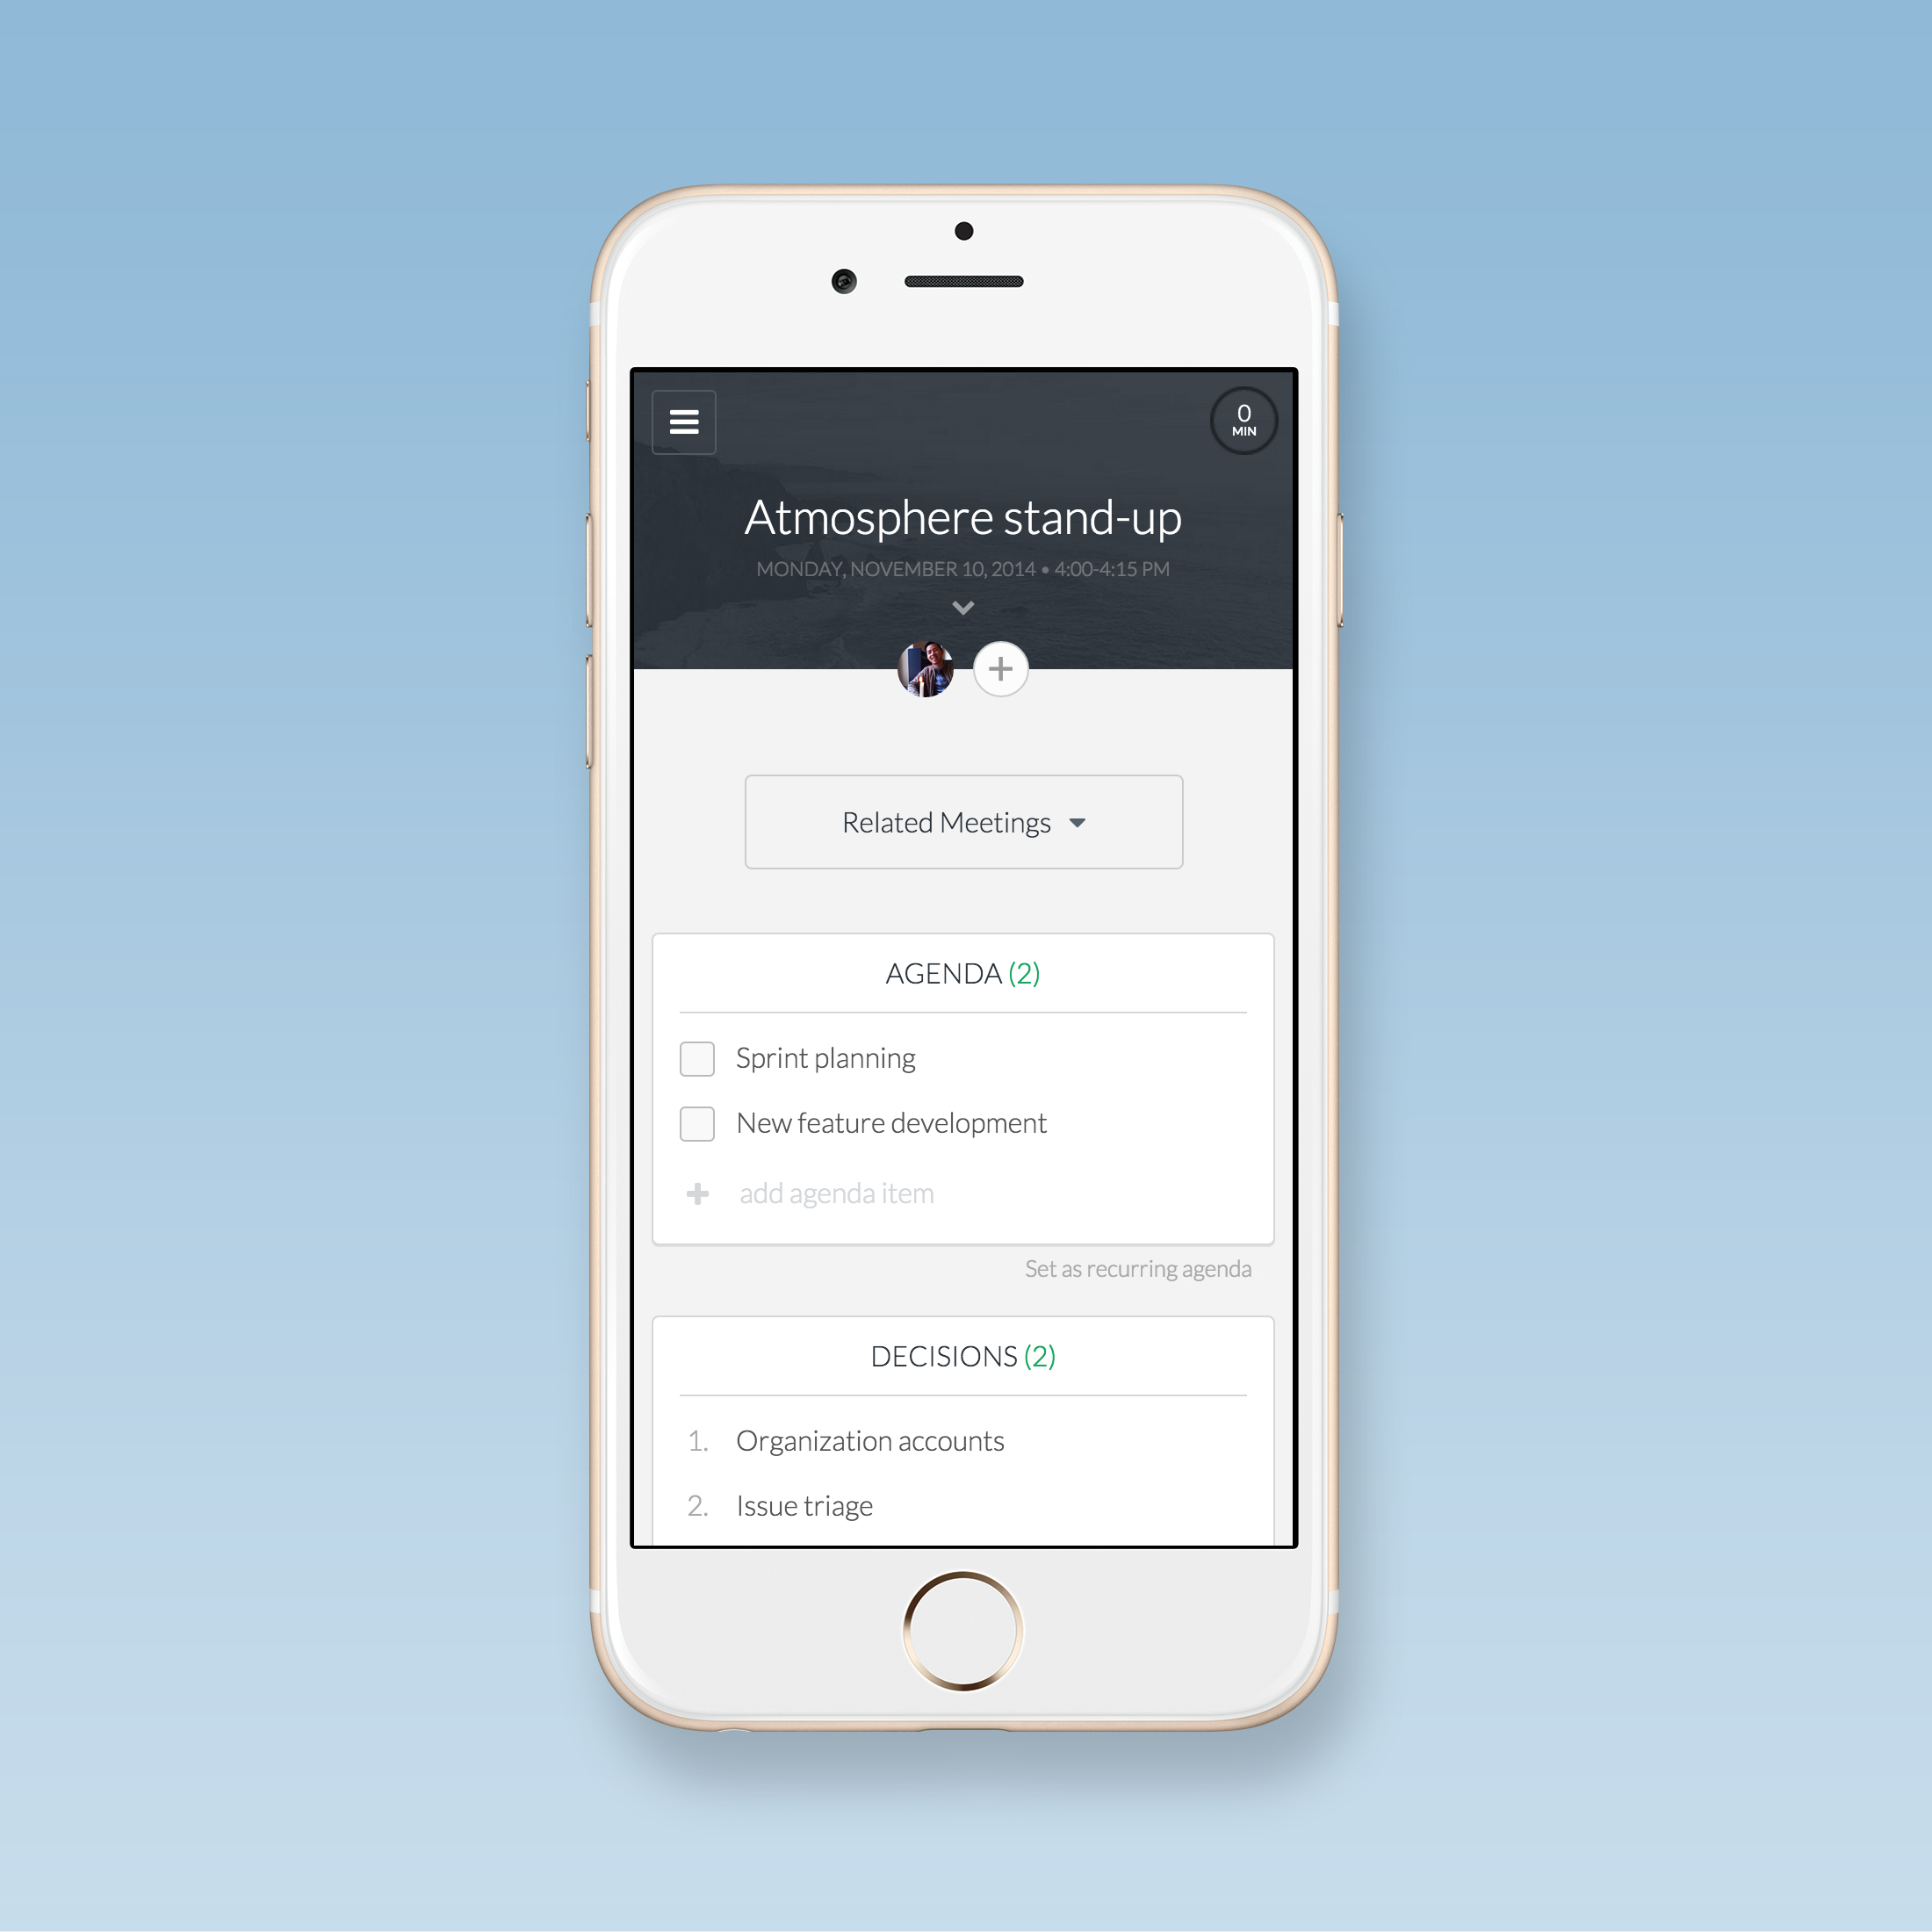 0
MIN
Atmosphere stand-up
MONDAY, NOVEMBER 10, 2014 • 4:00-4:15 PM
Related Meetings
AGENDA (2)
Sprint planning
New feature development
add agenda item
Set as recurring agenda
DECISIONS (2)
1. Organization accounts
2. Issue triage